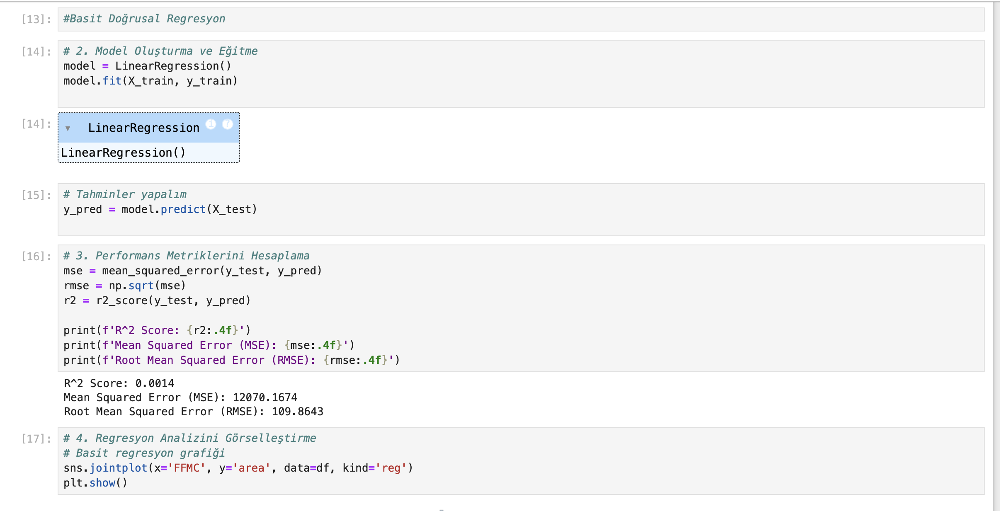 [13]: #Basit Doğrusal Regresyon
[14]: # 2. Model Oluşturma ve Eğitme
model = LinearRegression()
model.fit(X_train, y_train)
[14]: ▼ LinearRegression i ?
LinearRegression()
[15]: # Tahminler yapalım
y_pred = model.predict(X_test)
[16]: # 3. Performans Metriklerini Hesaplama
mse = mean_squared_error(y_test, y_pred)
rmse = np.sqrt(mse)
r2 = r2_score(y_test, y_pred)
print(f'R^2 Score: {r2:.4f}')
print(f'Mean Squared Error (MSE): {mse:.4f}')
print(f'Root Mean Squared Error (RMSE): {rmse:.4f}')
R^2 Score: 0.0014
Mean Squared Error (MSE): 12070.1674
Root Mean Squared Error (RMSE): 109.8643
[17]: # 4. Regresyon Analizini Görselleştirme
# Basit regresyon grafiği
sns.jointplot(x='FFMC', y='area', data=df, kind='reg')
plt.show()